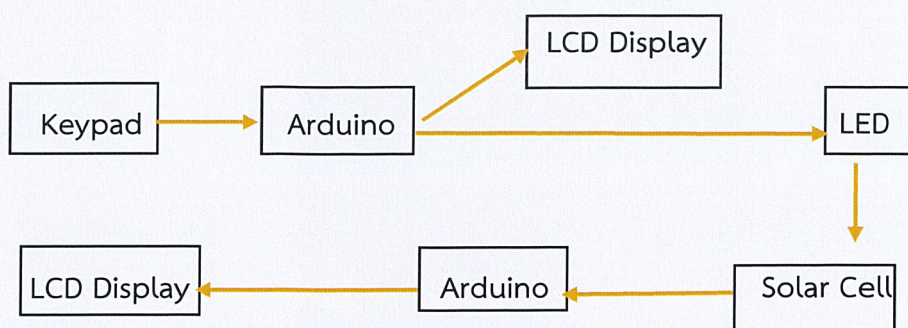 LCD Display
Keypad
Arduino
LED
LCD Display
Arduino
Solar Cell